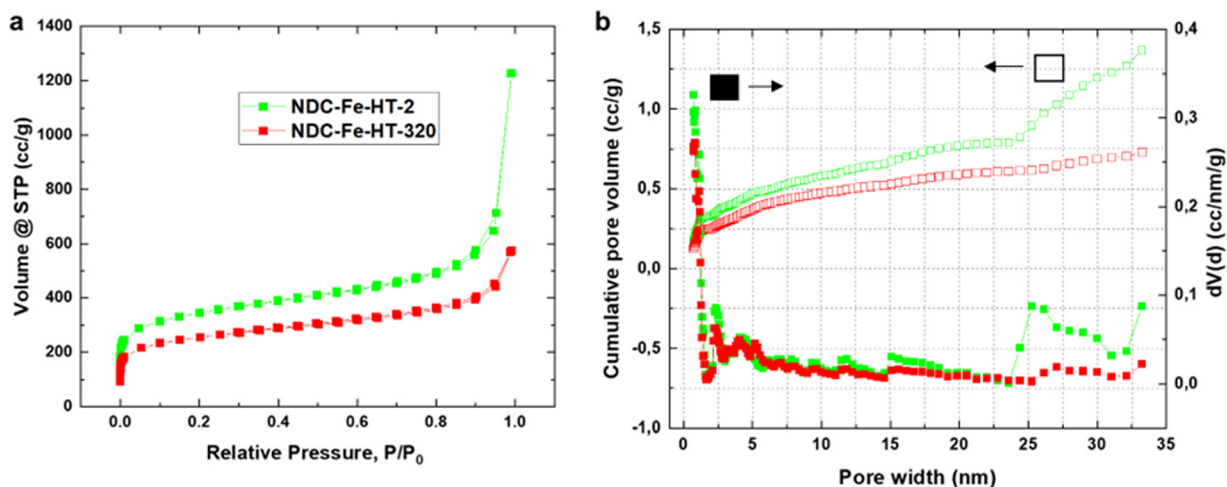 a
1400
1200
1000
800
600
400
200
0
0.0 0.2 0.4 0.6 0.8 1.0
Volume @ STP (cc/g)
Relative Pressure, P/P0
NDC-Fe-HT-2
NDC-Fe-HT-320
b
1,5
1,0
0,5
0,0
-0,5
-1,0
Cumulative pore volume (cc/g)
0 5 10 15 20 25 30 35
Pore width (nm)
0,4
0,3
0,2
0,1
0,0
dV(d) (cc/nm/g)